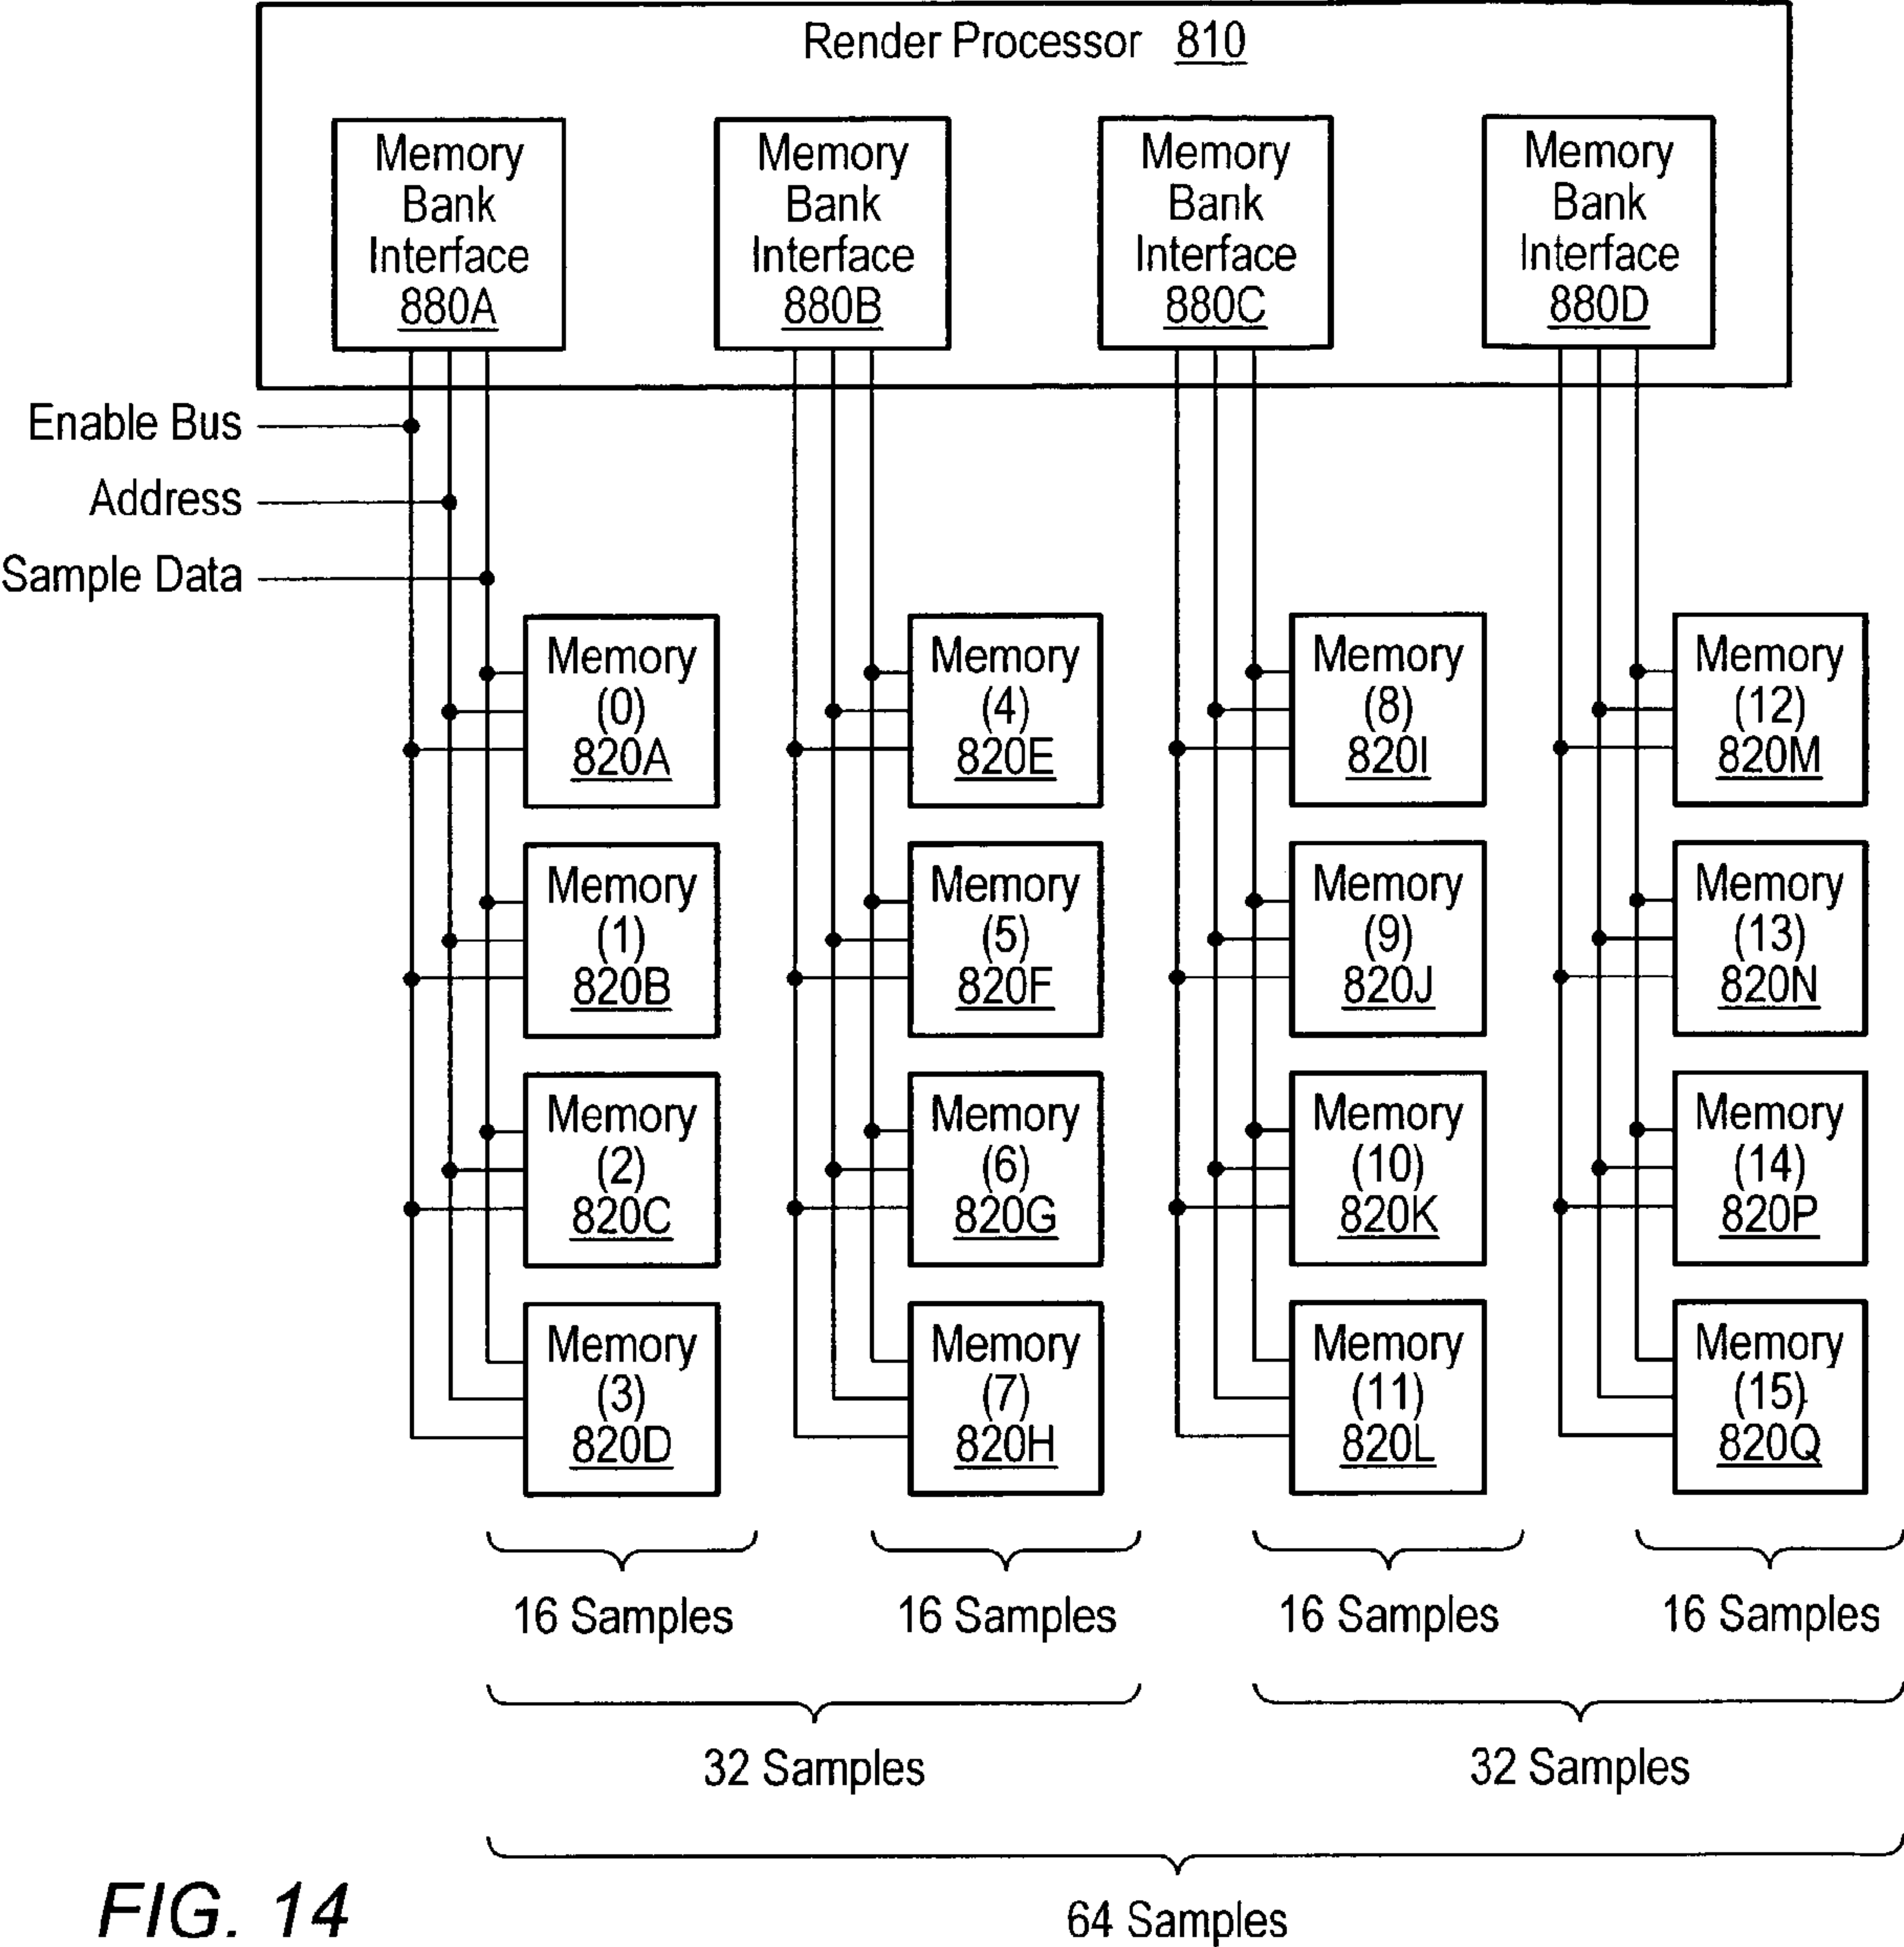 Render Processor 810
Memory Bank Interface 880A
Memory Bank Interface 880B
Memory Bank Interface 880C
Memory Bank Interface 880D
Enable Bus
Address
Sample Data
Memory (0) 820A
Memory (4) 820E
Memory (8) 820I
Memory (12) 820M
Memory (1) 820B
Memory (5) 820F
Memory (9) 820J
Memory (13) 820N
Memory (2) 820C
Memory (6) 820G
Memory (10) 820K
Memory (14) 820P
Memory (3) 820D
Memory (7) 820H
Memory (11) 820L
Memory (15) 820Q
16 Samples
16 Samples
16 Samples
16 Samples
32 Samples
32 Samples
64 Samples
FIG. 14